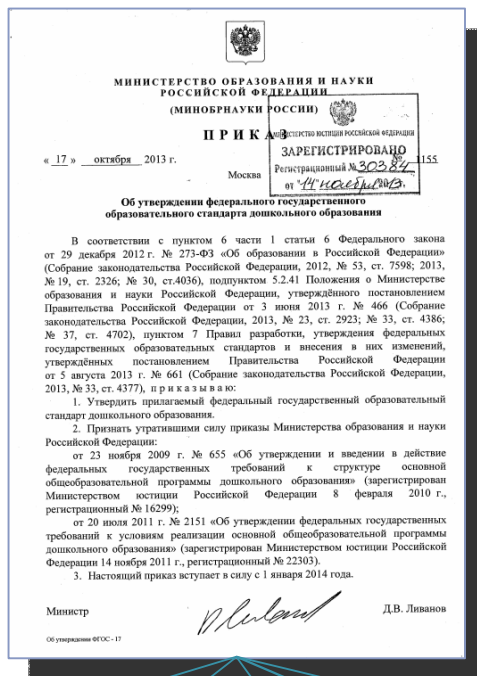 МИНИСТЕРСТВО ОБРАЗОВАНИЯ И НАУКИ
РОССИЙСКОЙ ФЕДЕРАЦИИ
(МИНОБРНАУКИ РОССИИ)
ПРИКАЗ
МИНИСТЕРСТВО ЮСТИЦИИ РОССИЙСКОЙ ФЕДЕРАЦИИ
ЗАРЕГИСТРИРОВАНО
Регистрационный № 30384
от "14" ноября 2013.
« 17 » октября 2013 г.
№ 1155
Москва
Об утверждении федерального государственного
образовательного стандарта дошкольного образования
В соответствии с пунктом 6 части 1 статьи 6 Федерального закона
от 29 декабря 2012 г. № 273-ФЗ «Об образовании в Российской Федерации»
(Собрание законодательства Российской Федерации, 2012, № 53, ст. 7598; 2013,
№ 19, ст. 2326; № 30, ст.4036), подпунктом 5.2.41 Положения о Министерстве
образования и науки Российской Федерации, утверждённого постановлением
Правительства Российской Федерации от 3 июня 2013 г. № 466 (Собрание
законодательства Российской Федерации, 2013, № 23, ст. 2923; № 33, ст. 4386;
№ 37, ст. 4702), пунктом 7 Правил разработки, утверждения федеральных
государственных образовательных стандартов и внесения в них изменений,
утверждённых постановлением Правительства Российской Федерации
от 5 августа 2013 г. № 661 (Собрание законодательства Российской Федерации,
2013, № 33, ст. 4377), п р и к а з ы в а ю:
1. Утвердить прилагаемый федеральный государственный образовательный
стандарт дошкольного образования.
2. Признать утратившими силу приказы Министерства образования и науки
Российской Федерации:
от 23 ноября 2009 г. № 655 «Об утверждении и введении в действие
федеральных государственных требований к структуре основной
общеобразовательной программы дошкольного образования» (зарегистрирован
Министерством юстиции Российской Федерации 8 февраля 2010 г.,
регистрационный № 16299);
от 20 июля 2011 г. № 2151 «Об утверждении федеральных государственных
требований к условиям реализации основной общеобразовательной программы
дошкольного образования» (зарегистрирован Министерством юстиции Российской
Федерации 14 ноября 2011 г., регистрационный № 22303).
3. Настоящий приказ вступает в силу с 1 января 2014 года.
Министр
Д.В. Ливанов
Об утверждении ФГОС - 17